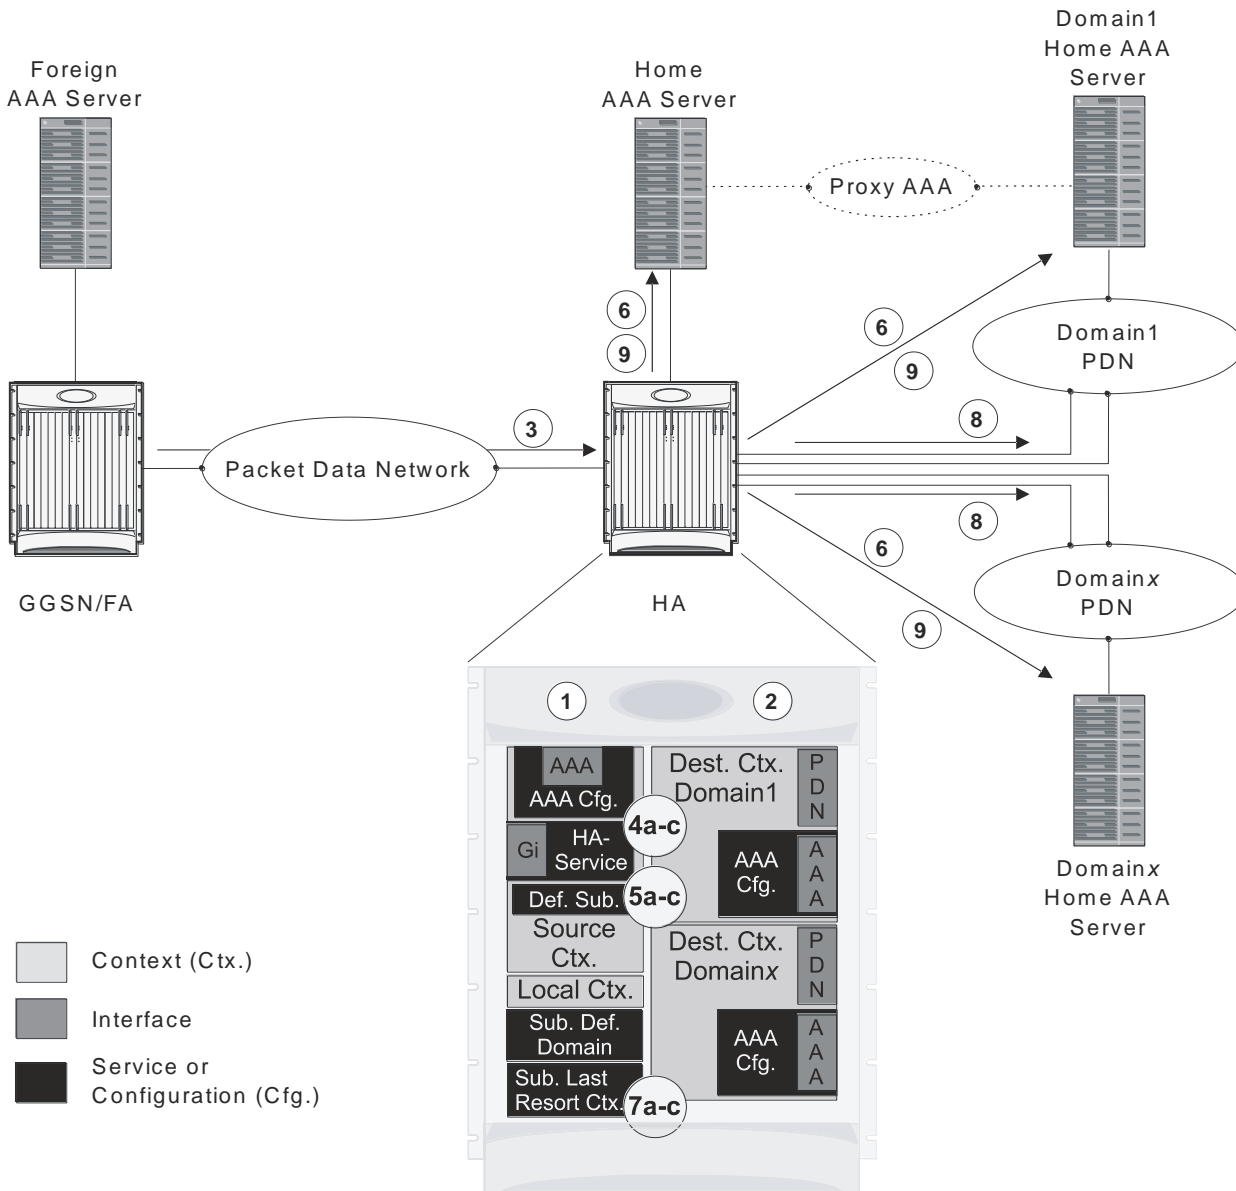 Domain1
Home AAA
Server
Foreign
AAA Server
Home
AAA Server
Proxy AAA
6
9
6
9
Domain1
PDN
3
8
Packet Data Network
8
6
Domainx
PDN
9
GGSN/FA
HA
1
2
AAA
AAA Cfg.
Dest. Ctx.
Domain1
PDN
4a-c
Gi
HA-
Service
AAA
Cfg.
AAA
5a-c
Def. Sub.
Source
Ctx.
Dest. Ctx.
Domainx
PDN
Local Ctx.
Sub. Def.
Domain
AAA
Cfg.
AAA
Sub. Last
Resort Ctx.
7a-c
Domainx
Home AAA
Server
Context (Ctx.)
Interface
Service or
Configuration (Cfg.)